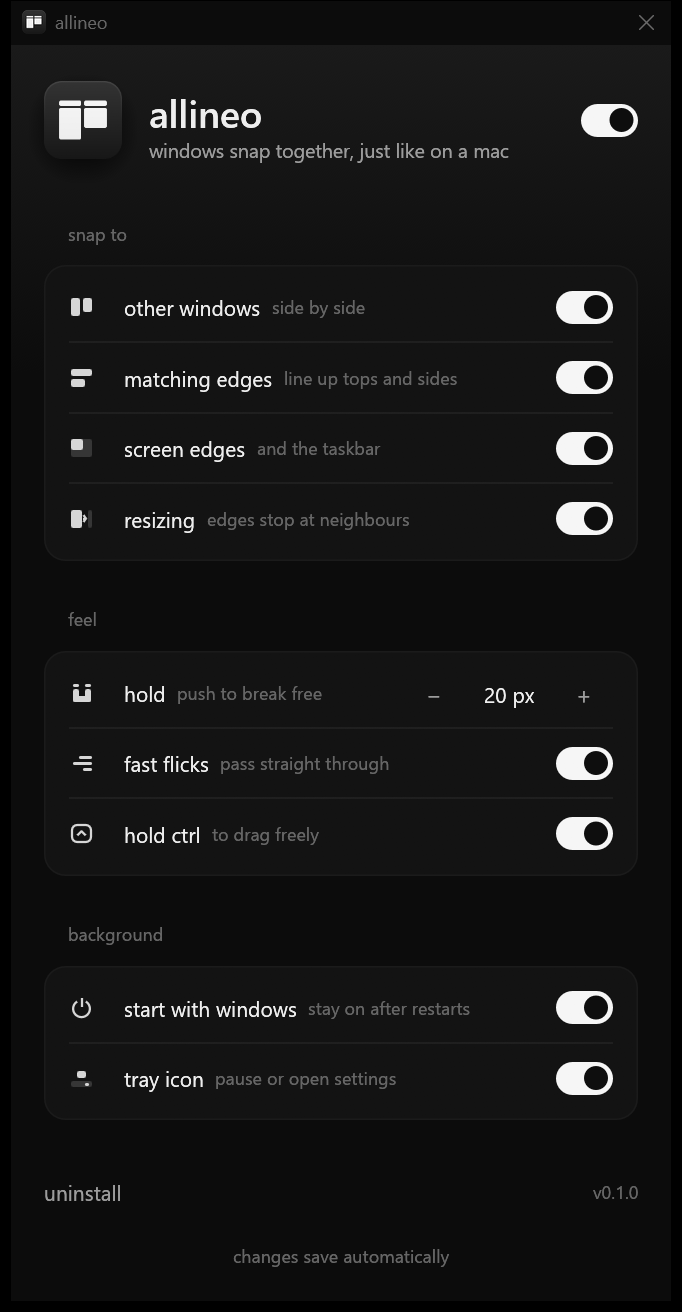 allineo
allineo
windows snap together, just like on a mac
snap to
other windows side by side
matching edges line up tops and sides
screen edges and the taskbar
resizing edges stop at neighbours
feel
hold push to break free − 20 px +
fast flicks pass straight through
hold ctrl to drag freely
background
start with windows stay on after restarts
tray icon pause or open settings
uninstall v0.1.0
changes save automatically